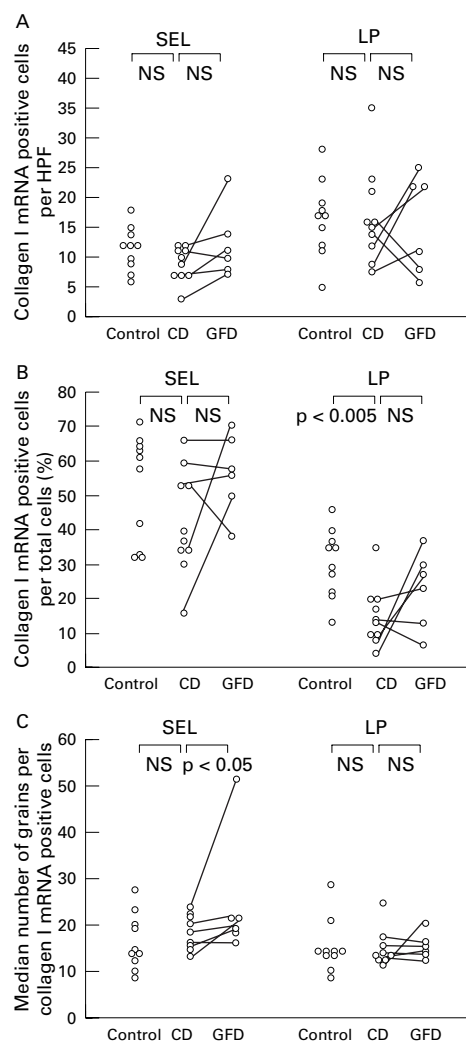 A
SEL
LP
NS
NS
NS
NS
Collagen I mRNA positive cells
per HPF
45
40
35
30
25
20
15
10
5
0
Control
CD
GFD
Control
CD
GFD
B
SEL
LP
NS
NS
p < 0.005
NS
Collagen I mRNA positive cells
per total cells (%)
80
70
60
50
40
30
20
10
0
Control
CD
GFD
Control
CD
GFD
C
SEL
LP
NS
p < 0.05
NS
NS
Median number of grains per
collagen I mRNA positive cells
60
50
40
30
20
10
0
Control
CD
GFD
Control
CD
GFD